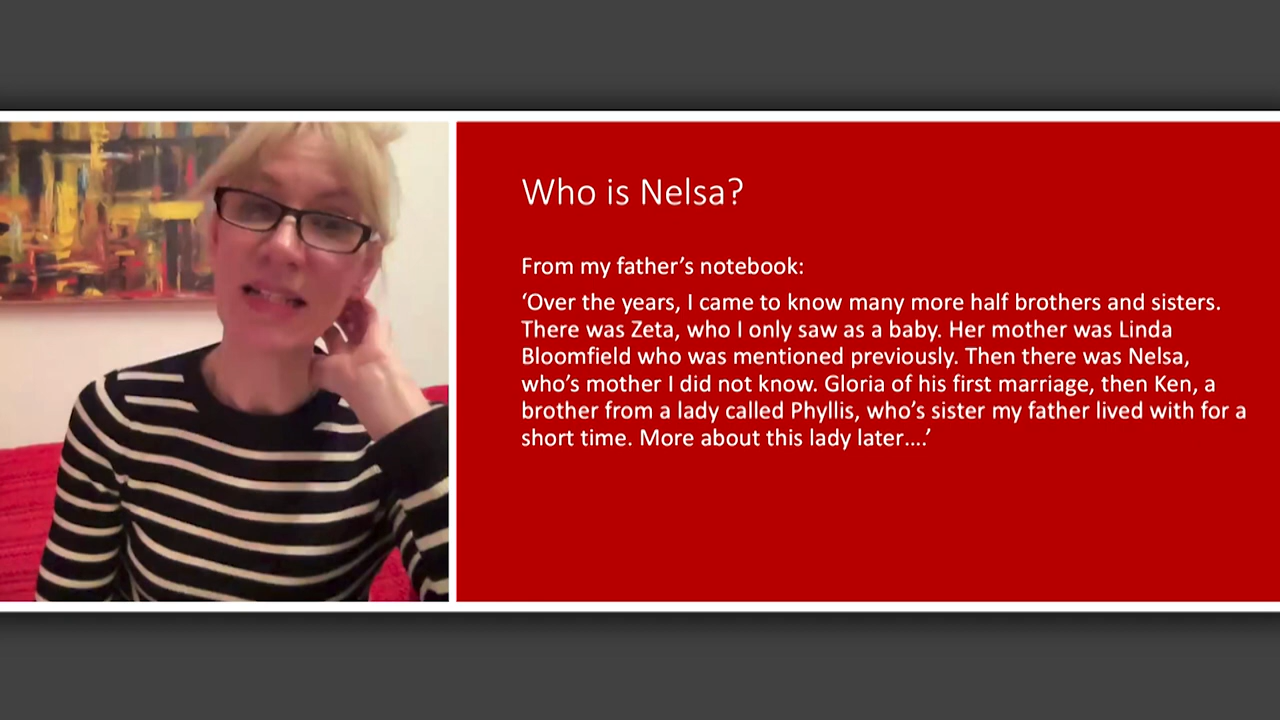 Who is Nelsa?
From my father’s notebook:
‘Over the years, I came to know many more half brothers and sisters.
There was Zeta, who I only saw as a baby. Her mother was Linda
Bloomfield who was mentioned previously. Then there was Nelsa,
who’s mother I did not know. Gloria of his first marriage, then Ken, a
brother from a lady called Phyllis, who’s sister my father lived with for a
short time. More about this lady later….’